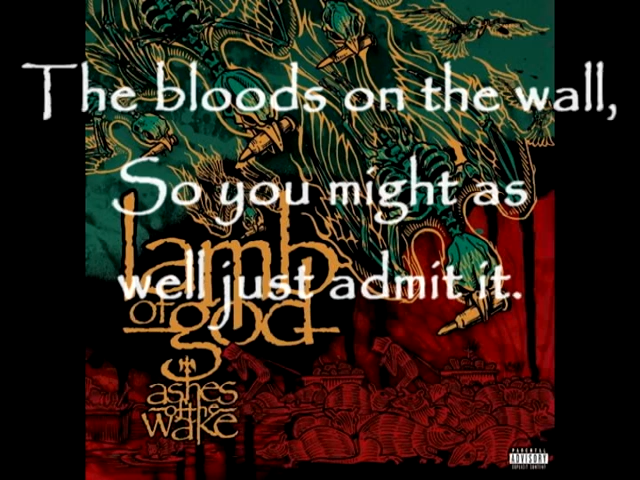 The bloods on the wall,
So you might as
well just admit it.
lamb
of god
ashes
of the
wake
PARENTAL
ADVISORY
EXPLICIT CONTENT